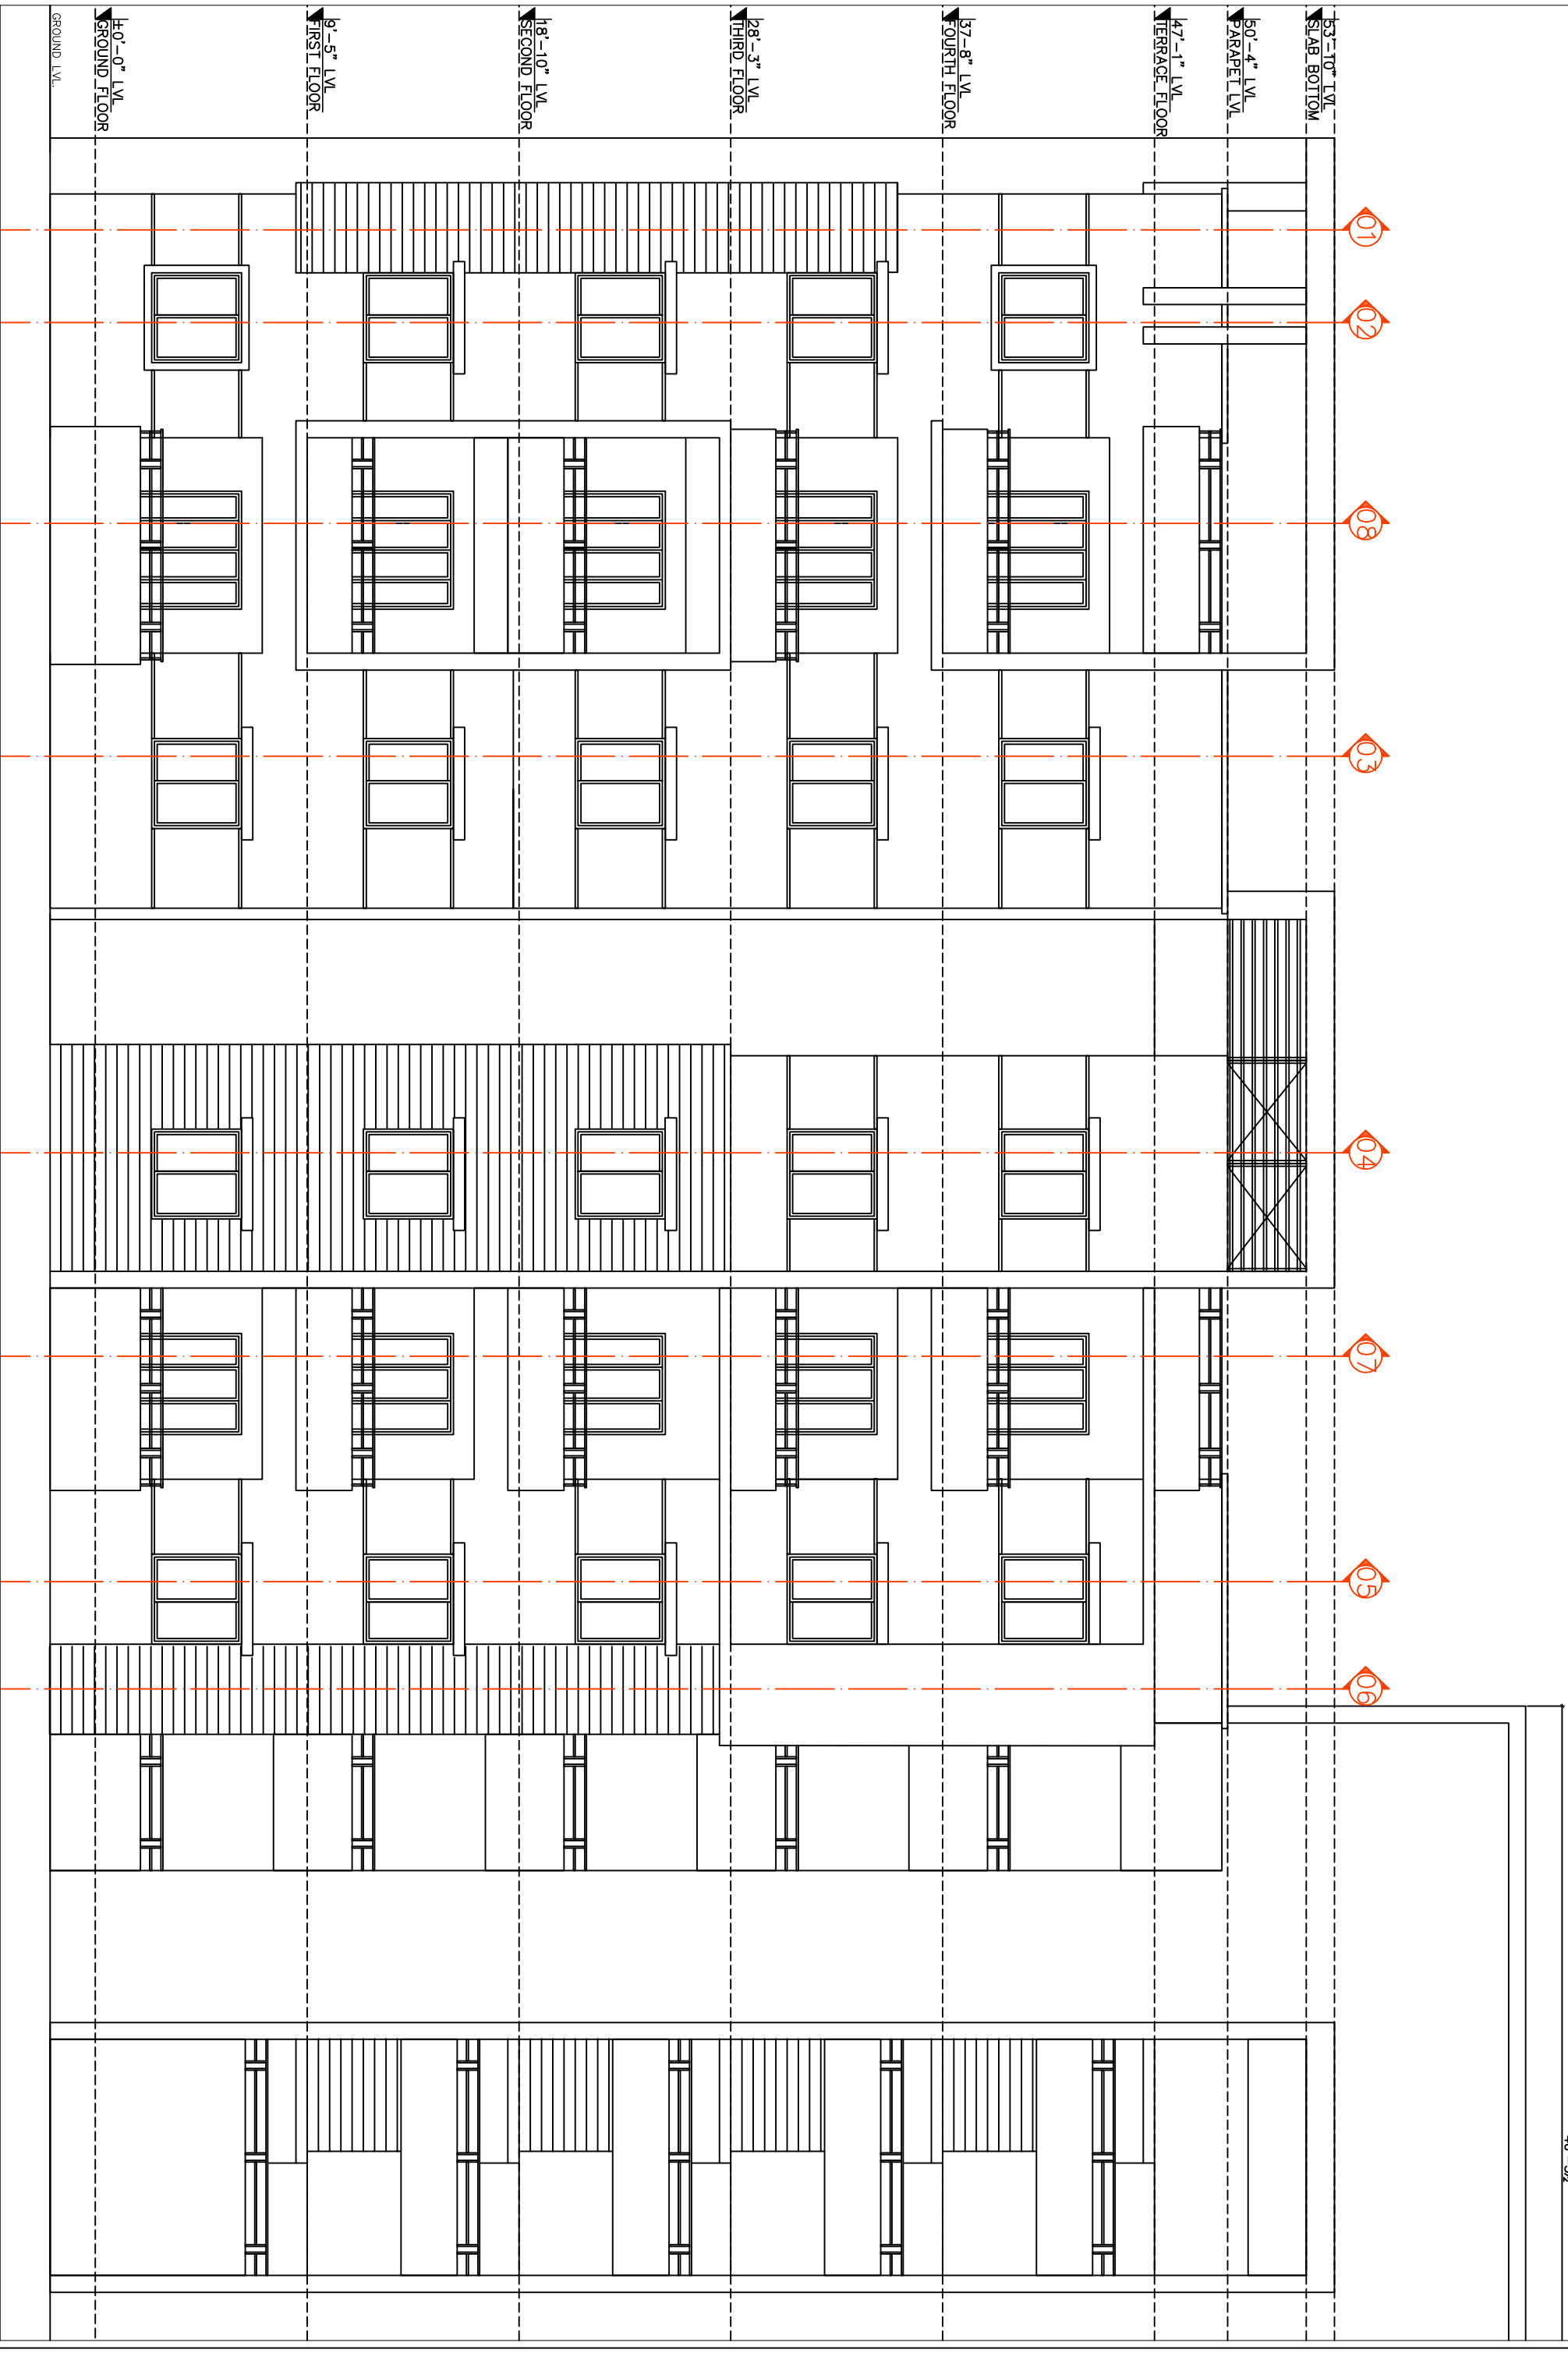 01
02
08
03
04
07
05
06
53'-10" LVL
SLAB BOTTOM
50'-4" LVL
PARAPET LVL
47'-1" LVL
TERRACE FLOOR
37'-8" LVL
FOURTH FLOOR
28'-3" LVL
THIRD FLOOR
18'-10" LVL
SECOND FLOOR
9'-5" LVL
FIRST FLOOR
±0'-0" LVL
GROUND FLOOR
GROUND LVL.